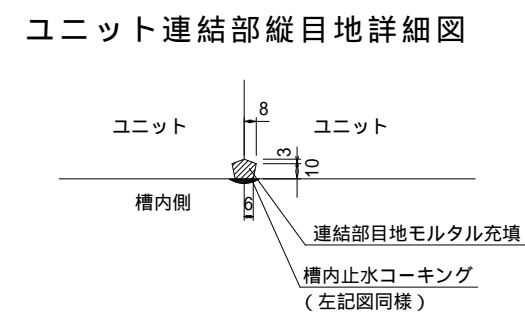 ユニット連結部縦目地詳細図
8
ユニット
ユニット
3
10
槽内側
6
連結部目地モルタル充填
槽内止水コーキング
(左記図同様)